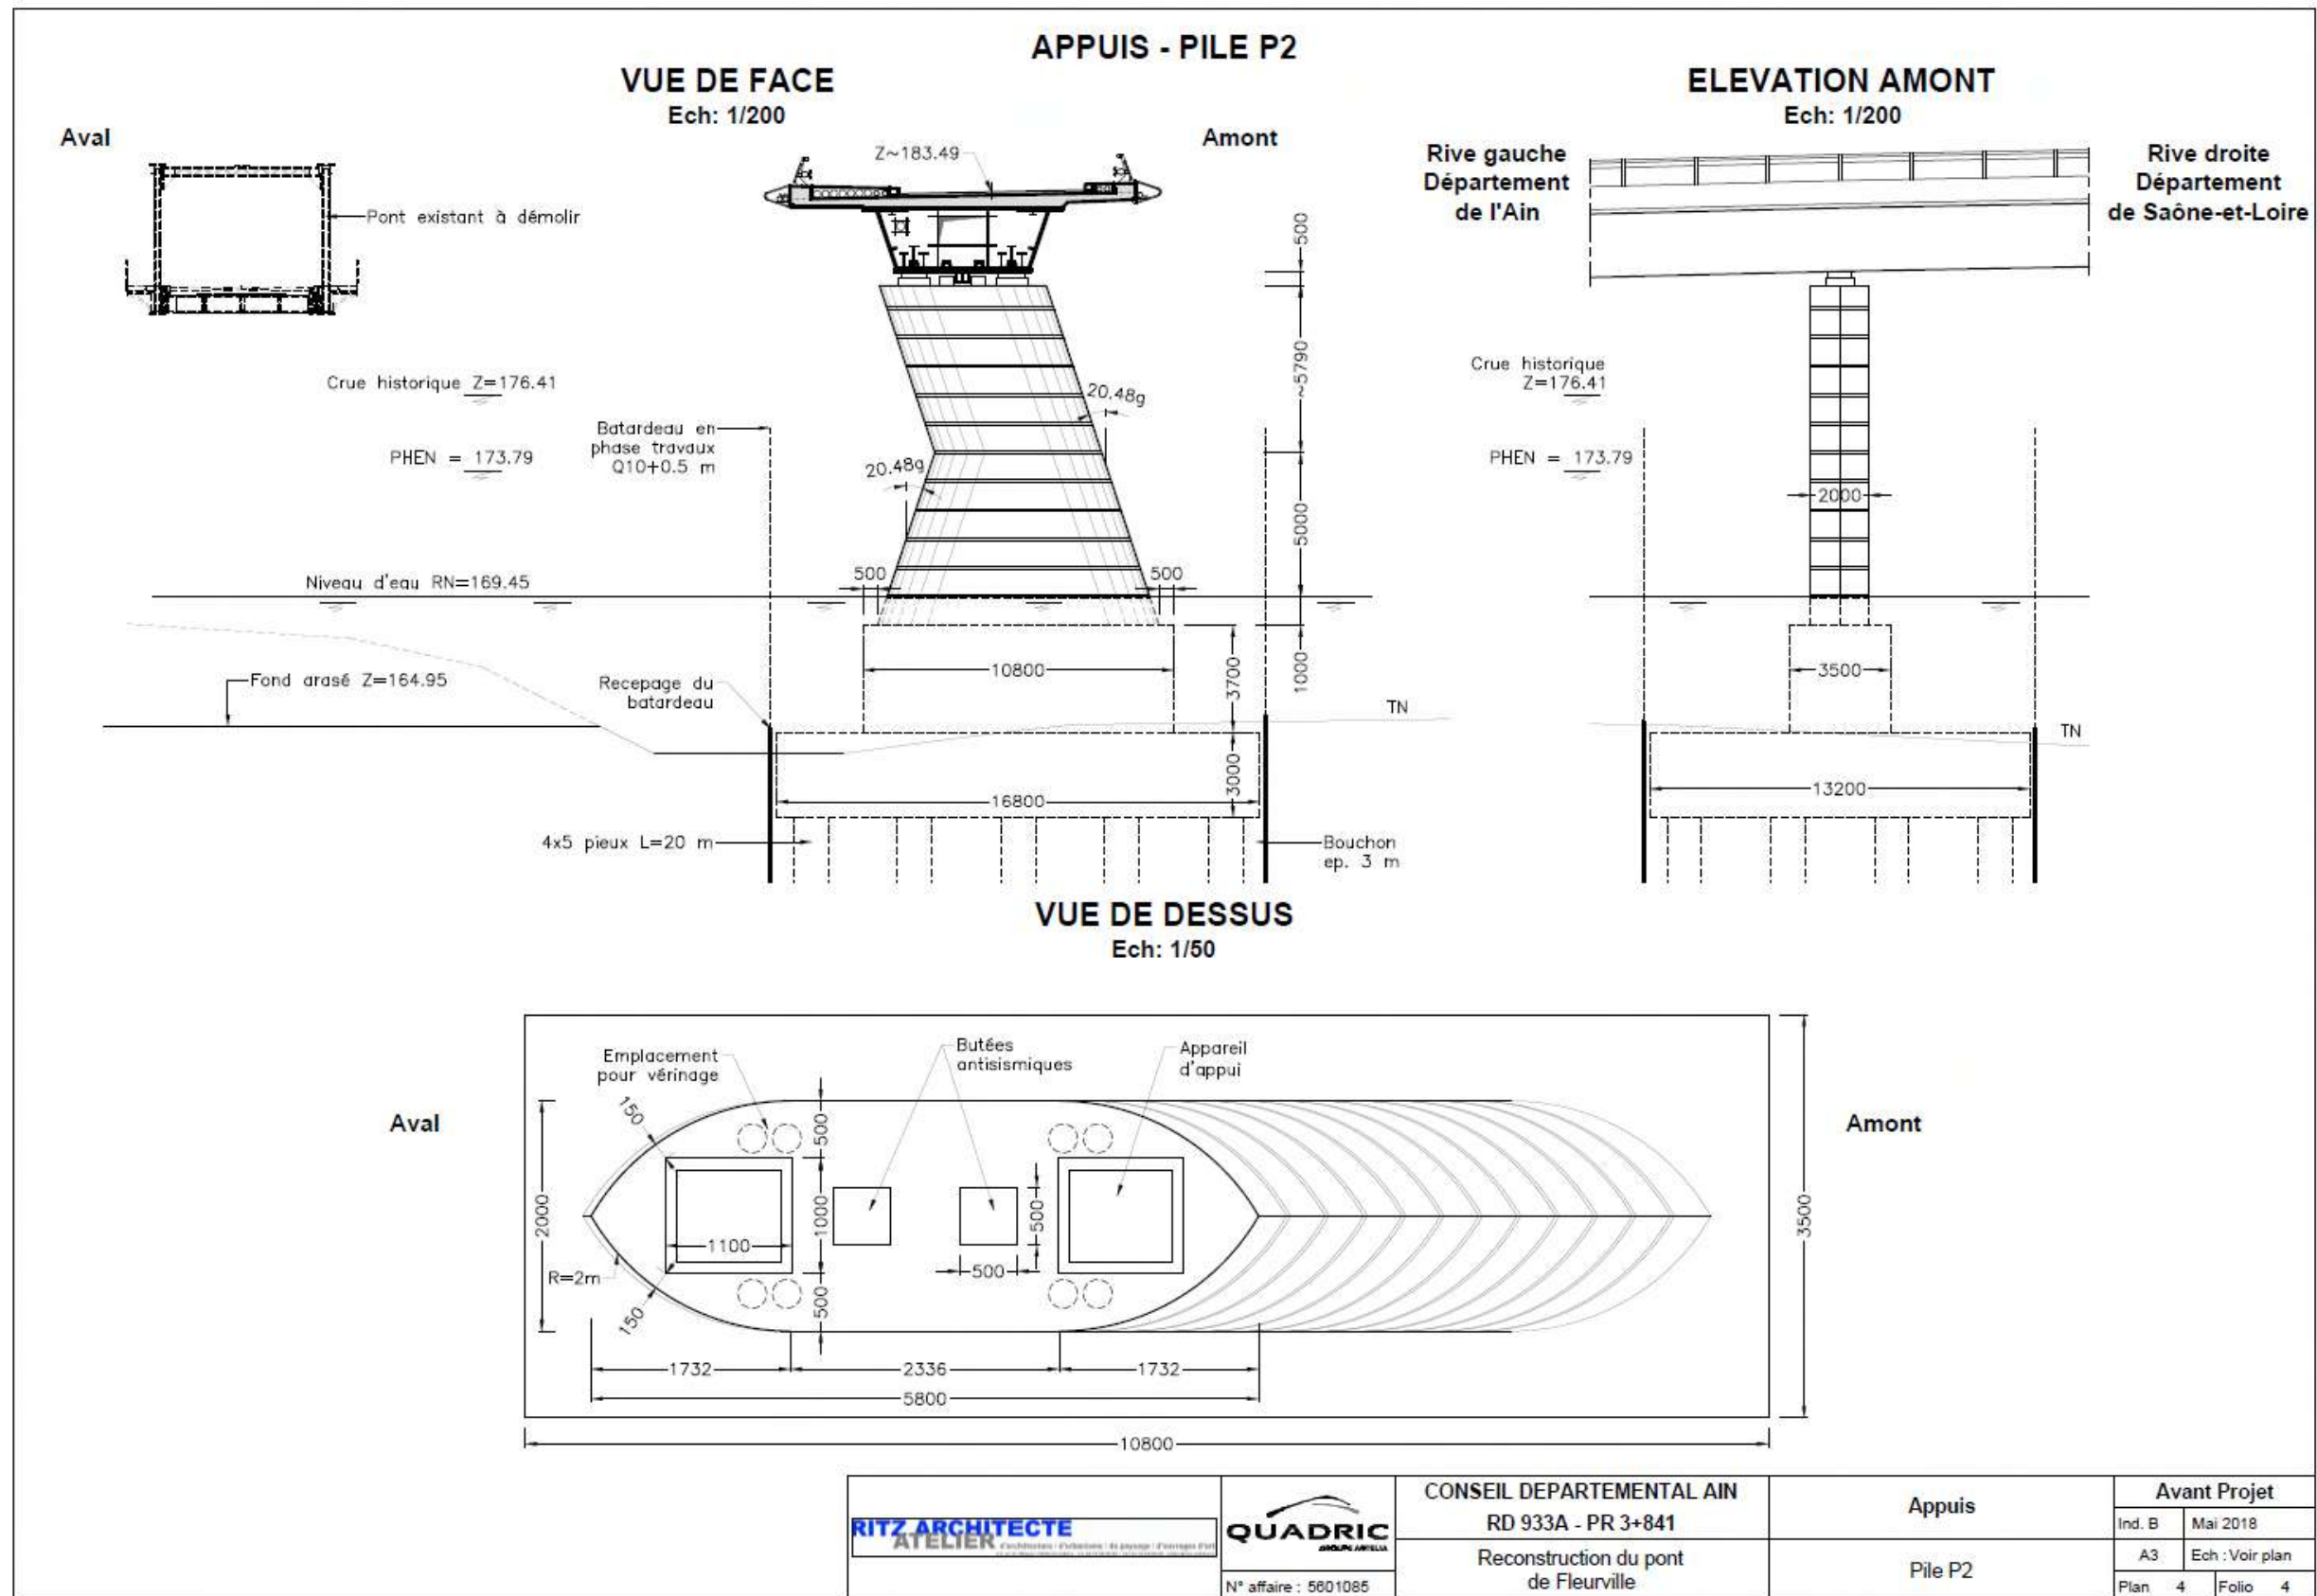 APPUIS - PILE P2
VUE DE FACE
Ech: 1/200
ELEVATION AMONT
Ech: 1/200
Aval
Amont
Z~183.49
Pont existant à démolir
500
~5790
5000
1000
Crue historique Z=176.41
PHEN = 173.79
Batardeau en
phase travaux
Q10+0.5 m
20.48g
20.48g
500
500
Niveau d'eau RN=169.45
Fond arasé Z=164.95
Recepage du
batardeau
10800
3700
3000
16800
TN
4x5 pieux L=20 m
Bouchon
ep. 3 m
Rive gauche
Département
de l'Ain
Rive droite
Département
de Saône-et-Loire
Crue historique
Z=176.41
PHEN = 173.79
2000
3500
TN
13200
VUE DE DESSUS
Ech: 1/50
Aval
Amont
Emplacement
pour vérinage
Butées
antisismiques
Appareil
d'appui
150
500
2000
1000
1100
500
500
3500
R=2m
150
500
1732
2336
1732
5800
10800
RITZ ARCHITECTE
ATELIER
QUADRIC
GROUPE ARTELIA
N° affaire : 5601085
CONSEIL DEPARTEMENTAL AIN
RD 933A - PR 3+841
Reconstruction du pont
de Fleurville
Appuis
Pile P2
Avant Projet
Ind. B
Mai 2018
A3
Ech : Voir plan
Plan 4
Folio 4